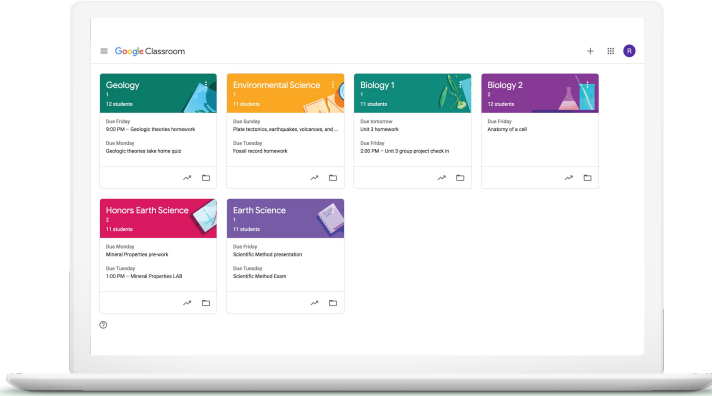 Google Classroom
R
Geology
1
12 students
Due Friday
9:00 PM – Geologic theories homework
Due Monday
Geologic theories take home quiz
Environmental Science
1
11 students
Due Sunday
Plate tectonics, earthquakes, volcanoes, and ...
Due Tuesday
Fossil record homework
Biology 1
1
11 students
Due tomorrow
Unit 3 homework
Due Friday
2:00 PM – Unit 3 group project check in
Biology 2
2
12 students
Due Friday
Anatomy of a cell
Honors Earth Science
2
11 students
Due Monday
Mineral Properties pre-work
Due Tuesday
1:00 PM – Mineral Properties LAB
Earth Science
1
11 students
Due Friday
Scientific Method presentation
Due Tuesday
Scientific Method Exam